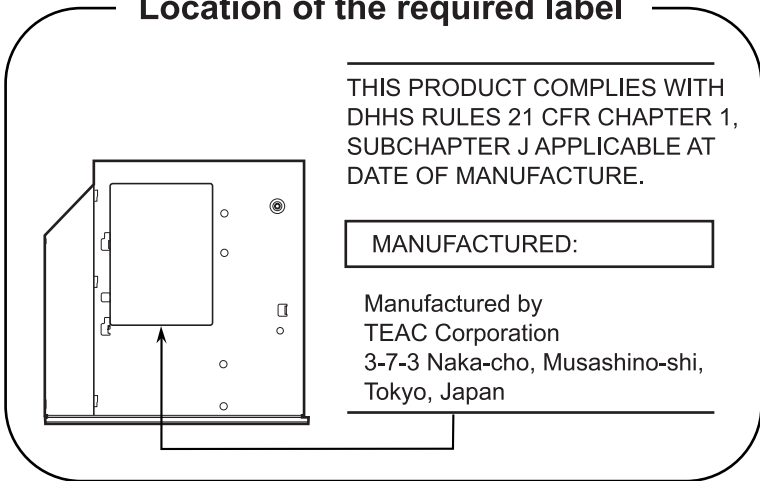 Location of the required label
THIS PRODUCT COMPLIES WITH
DHHS RULES 21 CFR CHAPTER 1,
SUBCHAPTER J APPLICABLE AT
DATE OF MANUFACTURE.
MANUFACTURED:
Manufactured by
TEAC Corporation
3-7-3 Naka-cho, Musashino-shi,
Tokyo, Japan